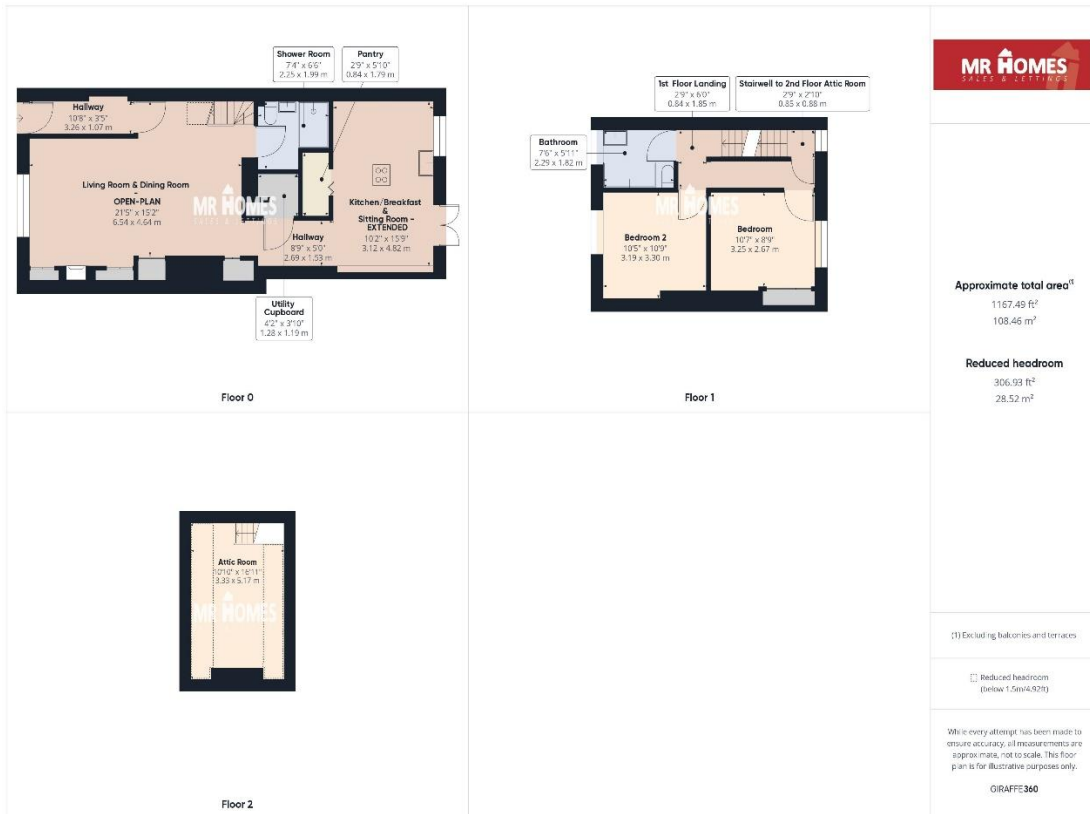 Shower Room
7'4" x 6'6"
2.25 x 1.99 m
Pantry
2'9" x 5'10"
0.84 x 1.79 m
Hallway
10'8" x 3'5"
3.26 x 1.07 m
Living Room & Dining Room
-
OPEN-PLAN
21'5" x 15'2"
6.54 x 4.64 m
MR HOMES
Kitchen/Breakfast
&
Sitting Room -
EXTENDED
10'2" x 15'9"
3.12 x 4.82 m
Hallway
8'9" x 5'0"
2.69 x 1.53 m
Utility
Cupboard
4'2" x 3'10"
1.28 x 1.19 m
Floor 0
1st Floor Landing
2'9" x 6'0"
0.84 x 1.85 m
Stairwell to 2nd Floor Attic Room
2'9" x 2'10"
0.85 x 0.88 m
Bathroom
7'6" x 5'11"
2.29 x 1.82 m
MR HOMES
Bedroom 2
10'5" x 10'9"
3.19 x 3.30 m
Bedroom
10'7" x 8'9"
3.25 x 2.67 m
Floor 1
Attic Room
10'10" x 16'11"
3.33 x 5.17 m
MR HOMES
Floor 2
MR HOMES
SALES & LETTINGS
Approximate total area(1)
1167.49 ft²
108.46 m²
Reduced headroom
306.93 ft²
28.52 m²
(1) Excluding balconies and terraces
Reduced headroom
(below 1.5m/4.92ft)
While every attempt has been made to
ensure accuracy, all measurements are
approximate, not to scale. This floor
plan is for illustrative purposes only.
GIRAFFE360